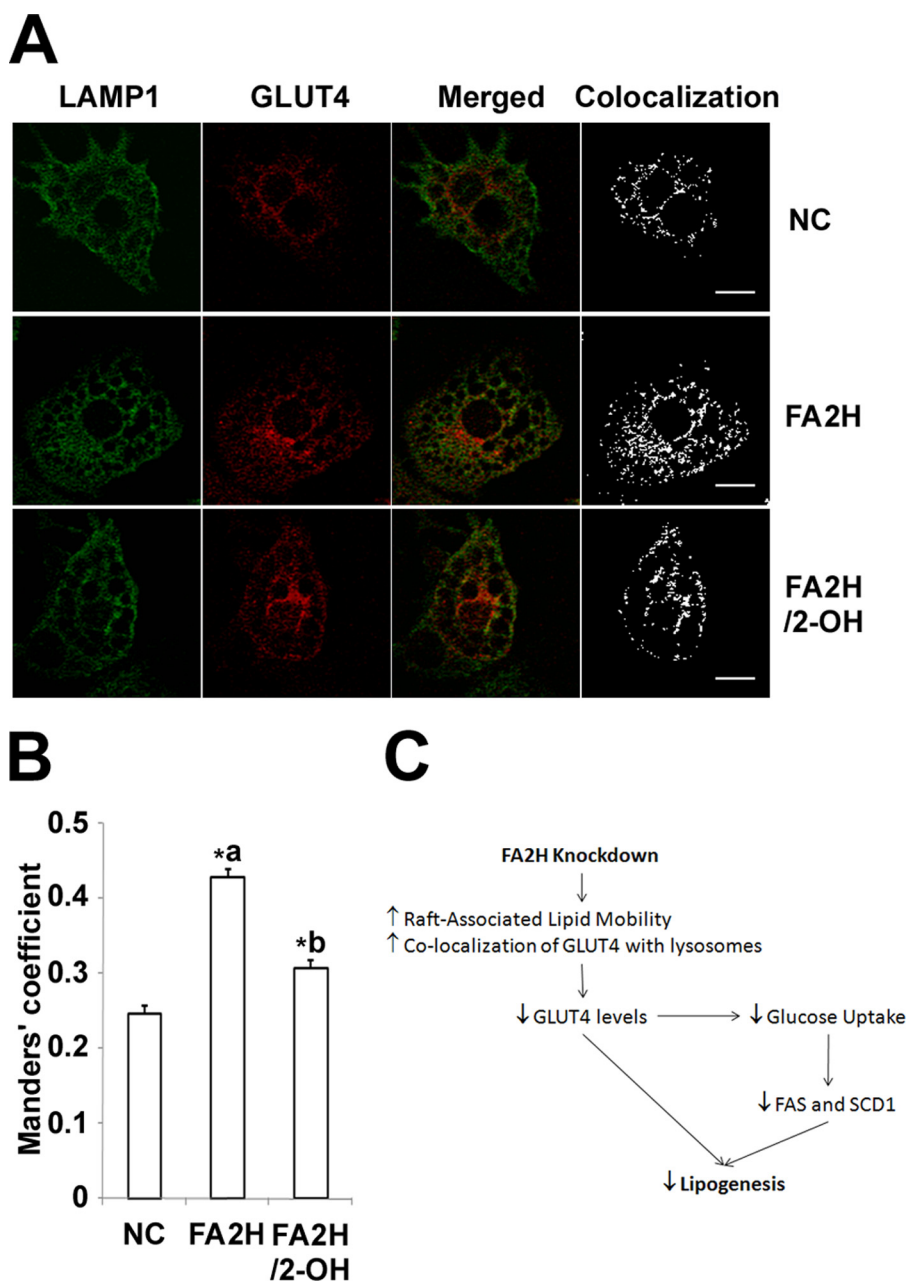 A
LAMP1 GLUT4 Merged Colocalization
NC
FA2H
FA2H
/2-OH
B
Manders' coefficient
0.5
0.4
0.3
0.2
0.1
0
*a
*b
NC FA2H FA2H
/2-OH
C
FA2H Knockdown
↑ Raft-Associated Lipid Mobility
↑ Co-localization of GLUT4 with lysosomes
↓ GLUT4 levels
↓ Glucose Uptake
↓ FAS and SCD1
↓ Lipogenesis